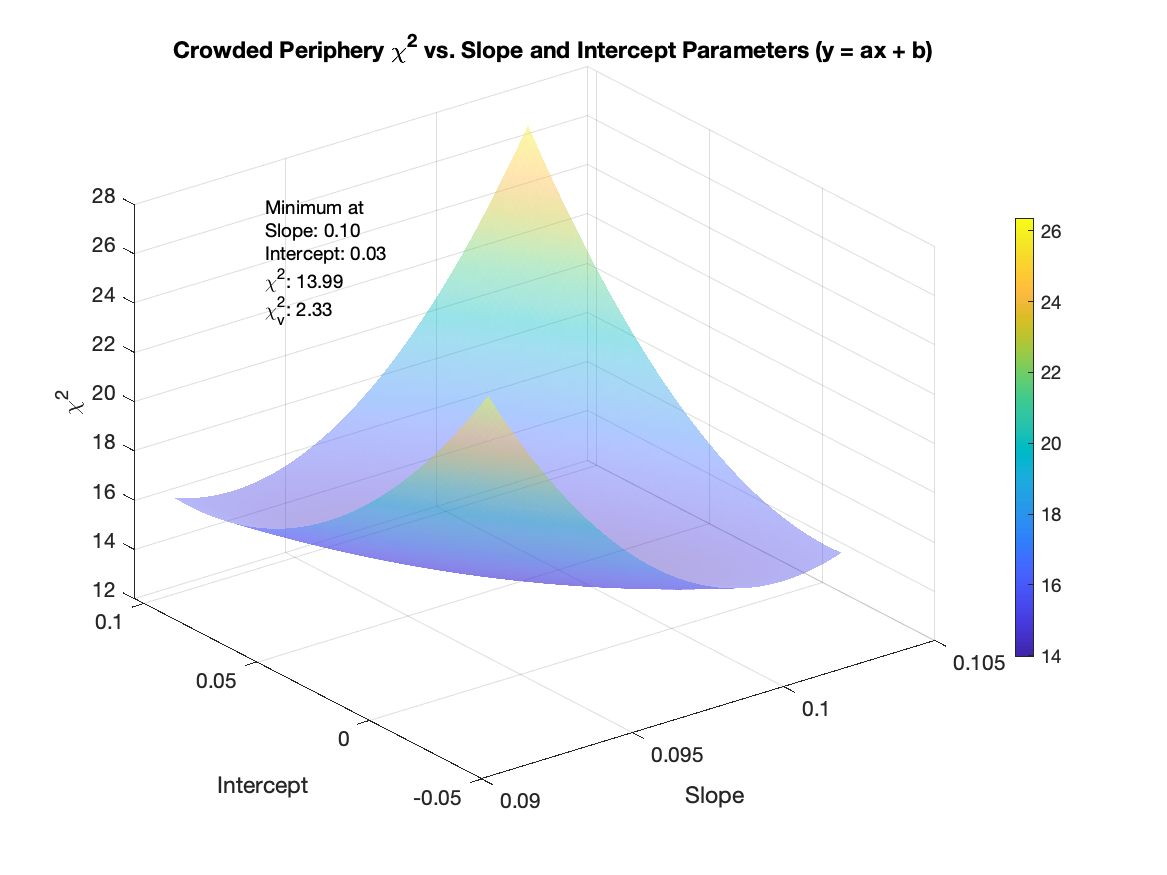 Crowded Periphery χ² vs. Slope and Intercept Parameters (y = ax + b)
Minimum at
Slope: 0.10
Intercept: 0.03
χ²: 13.99
χ²ᵥ: 2.33
28
26
24
22
20
18
16
14
12
χ²
0.1
0.05
0
-0.05
Intercept
0.09
0.095
0.1
0.105
Slope
26
24
22
20
18
16
14